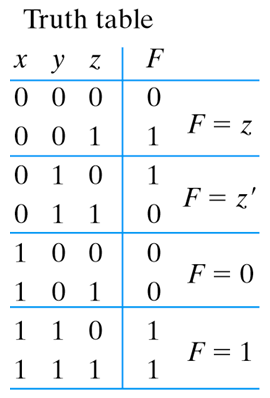 Truth table
x y z F
0 0 0 0
0 0 1 1
F = z
0 1 0 1
0 1 1 0
F = z′
1 0 0 0
1 0 1 0
F = 0
1 1 0 1
1 1 1 1
F = 1